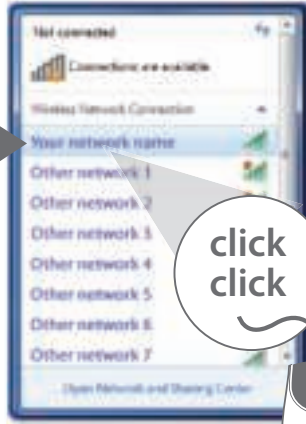 Not connected
Connections are available
Wireless Network Connection
Your network name
Other network 1
Other network 2
Other network 3
Other network 4
Other network 5
Other network 6
Other network 7
Open Network and Sharing Center
click
click